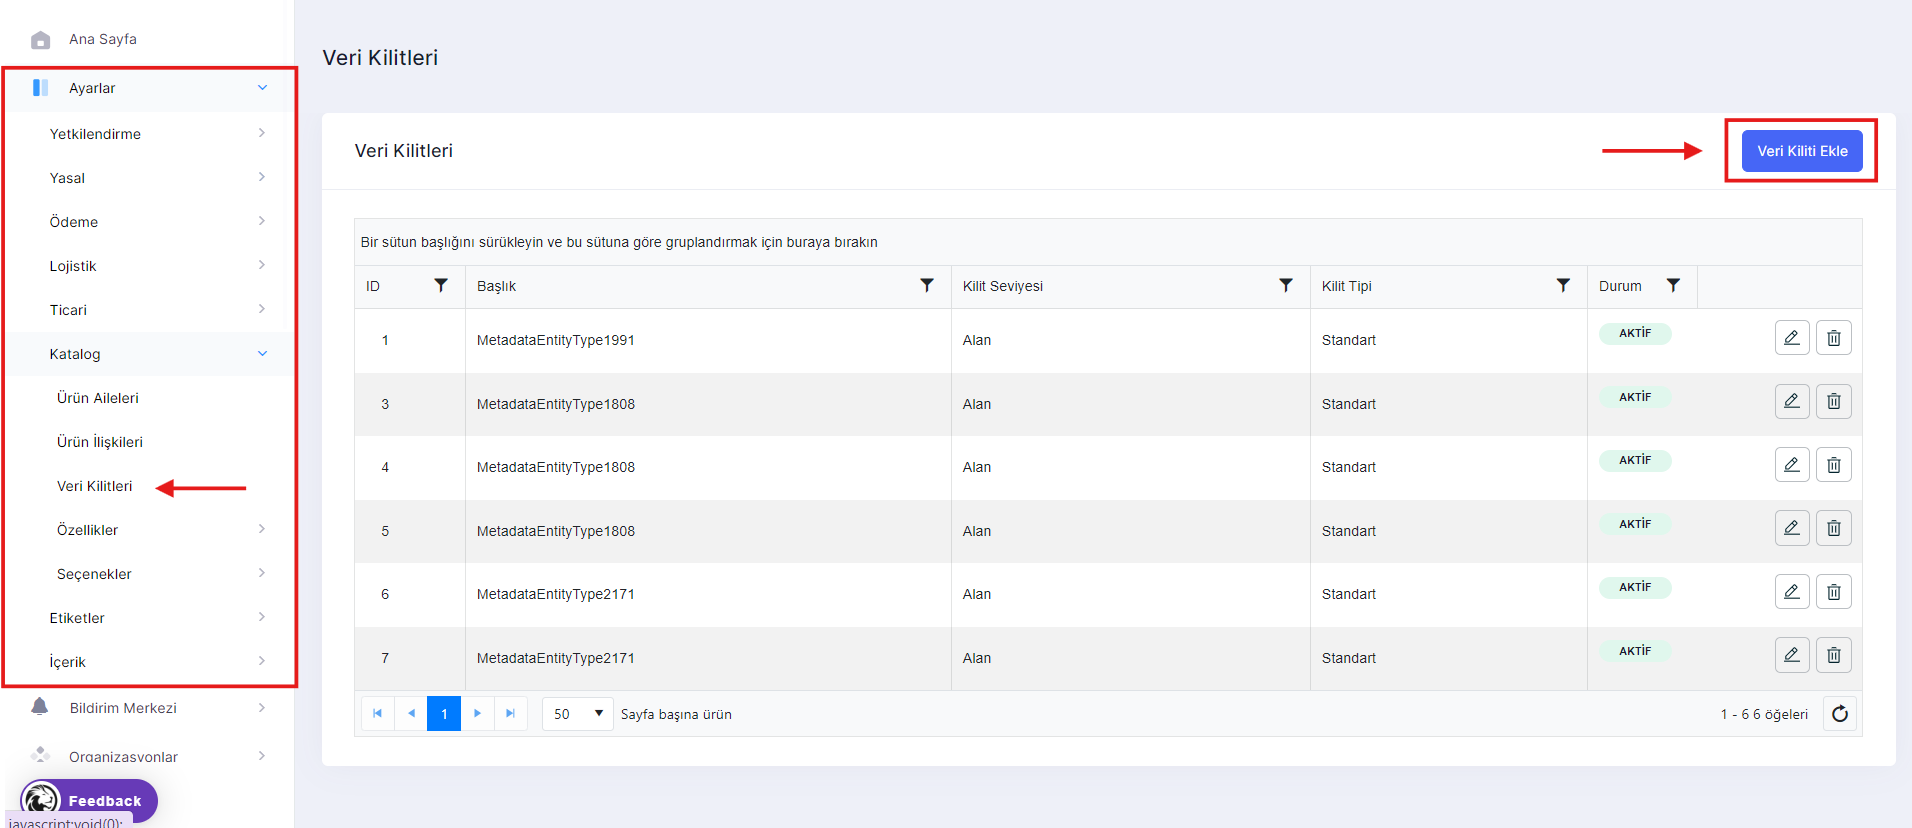 Ana Sayfa
Ayarlar
Yetkilendirme
Yasal
Ödeme
Lojistik
Ticari
Katalog
Ürün Aileleri
Ürün İlişkileri
Veri Kilitleri
Özellikler
Seçenekler
Etiketler
İçerik
Bildirim Merkezi
Organizasyonlar
Feedback
javascript:void(0);
Veri Kilitleri
Veri Kilitleri
Veri Kiliti Ekle
Bir sütun başlığını sürükleyin ve bu sütuna göre gruplandırmak için buraya bırakın
ID Başlık Kilit Seviyesi Kilit Tipi Durum
1 MetadataEntityType1991 Alan Standart AKTİF
3 MetadataEntityType1808 Alan Standart AKTİF
4 MetadataEntityType1808 Alan Standart AKTİF
5 MetadataEntityType1808 Alan Standart AKTİF
6 MetadataEntityType2171 Alan Standart AKTİF
7 MetadataEntityType2171 Alan Standart AKTİF
1 50 Sayfa başına ürün 1 - 6 6 öğeleri